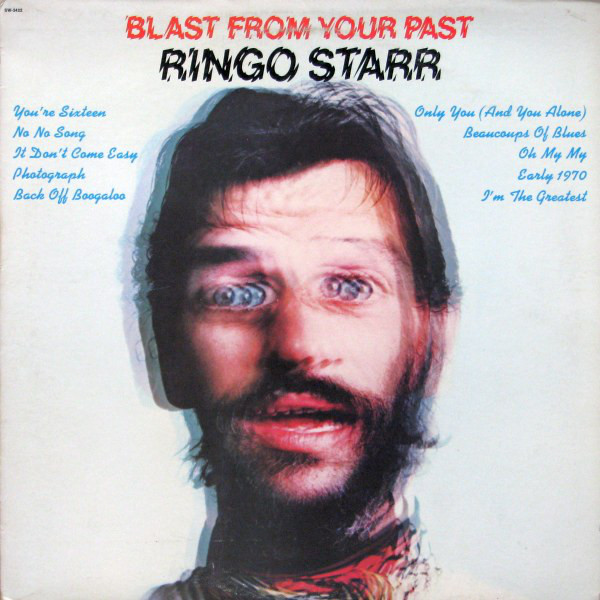 BLAST FROM YOUR PAST
RINGO STARR
You're Sixteen
No No Song
It Don't Come Easy
Photograph
Back Off Boogaloo
Only You (And You Alone)
Beaucoups Of Blues
Oh My My
Early 1970
I'm The Greatest